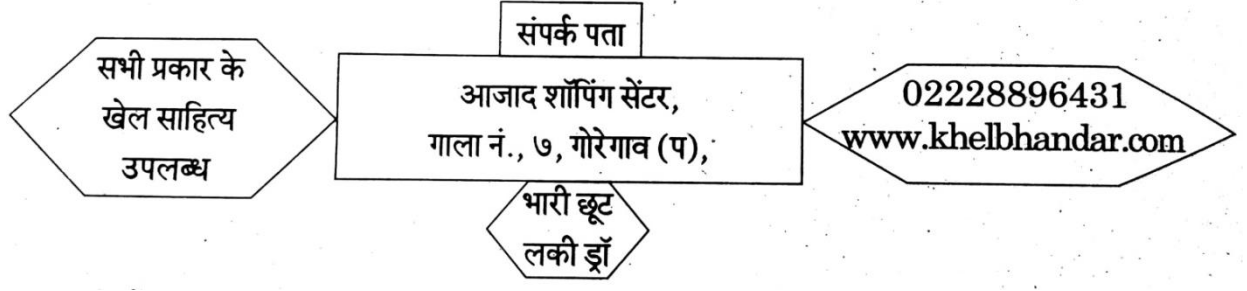 संपर्क पता
सभी प्रकार के
खेल साहित्य
उपलब्ध
आजाद शॉपिंग सेंटर,
गाला नं., ७, गोरेगाव (प),
02228896431
www.khelbhandar.com
भारी छूट
लकी ड्रॉ